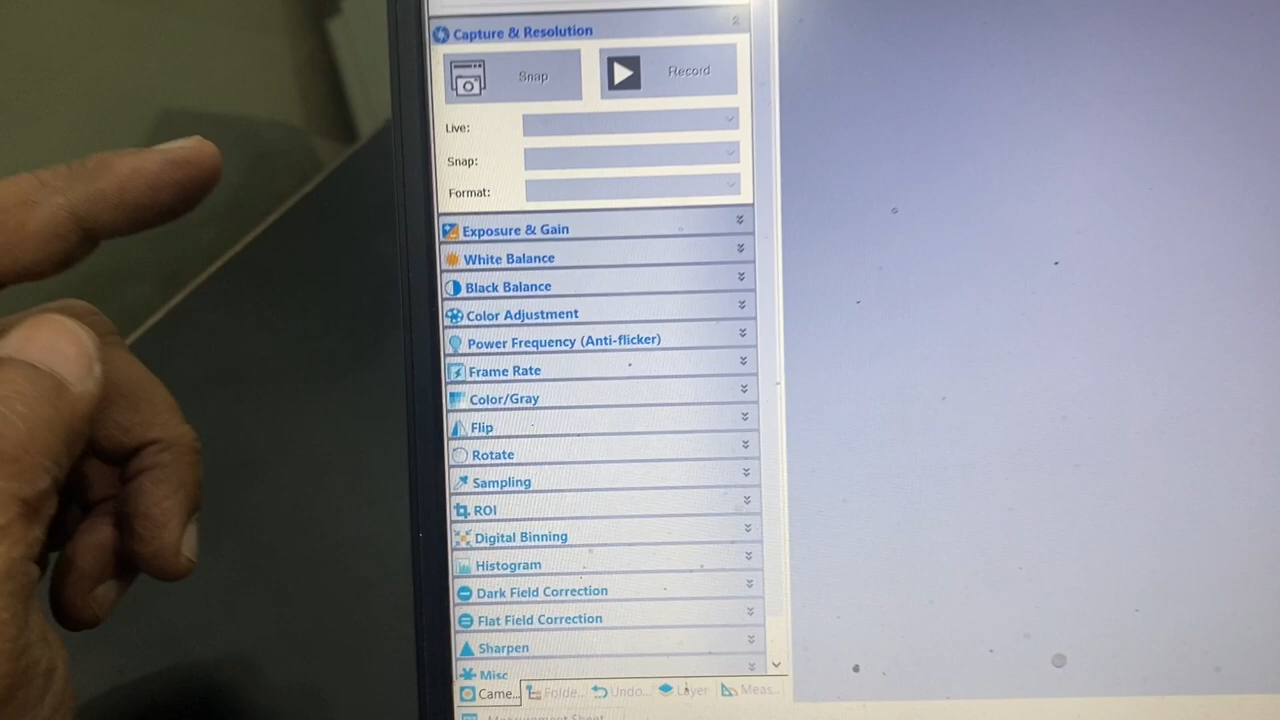 Capture & Resolution
Snap Record
Live:
Snap:
Format:
Exposure & Gain
White Balance
Black Balance
Color Adjustment
Power Frequency (Anti-flicker)
Frame Rate
Color/Gray
Flip
Rotate
Sampling
ROI
Digital Binning
Histogram
Dark Field Correction
Flat Field Correction
Sharpen
Misc
Came... Folde... Undo... Layer Meas...
Measurement Sheet